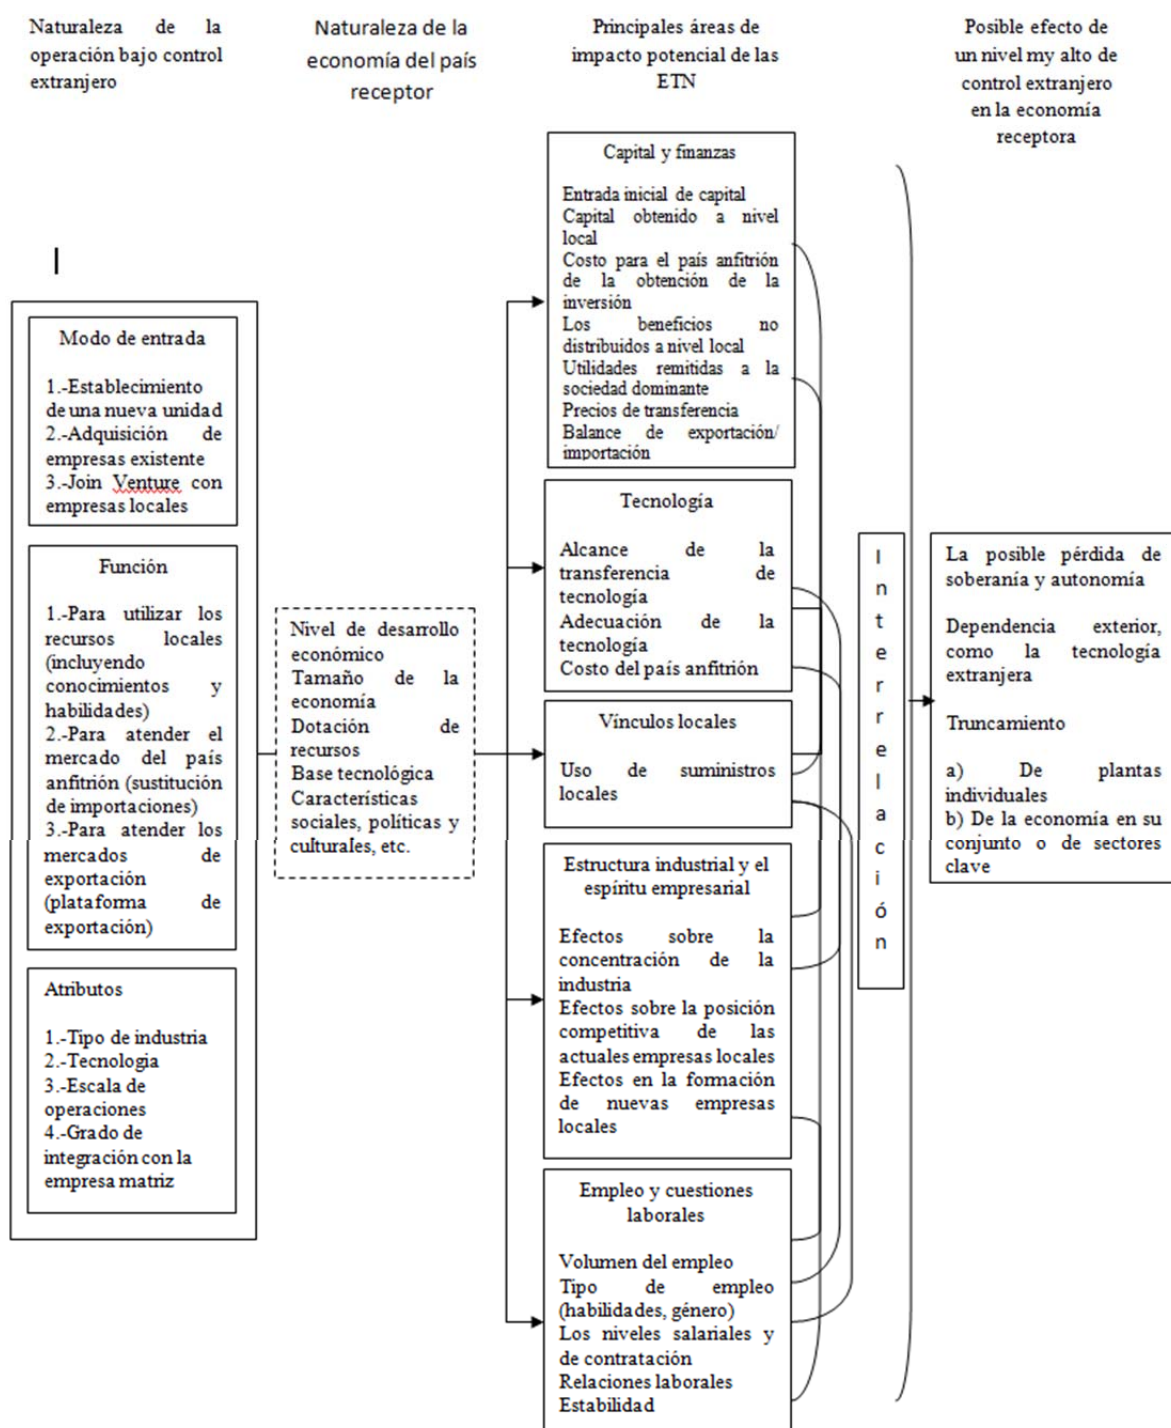 Naturaleza de la
operación bajo control
extranjero
Naturaleza de la
economía del país
receptor
Principales áreas de
impacto potencial de las
ETN
Posible efecto de
un nivel my alto de
control extranjero
en la economía
receptora
Modo de entrada
1.-Establecimiento
de una nueva unidad
2.-Adquisición de
empresas existente
3.-Join Venture con
empresas locales
Función
1.-Para utilizar los
recursos locales
(incluyendo
conocimientos y
habilidades)
2.-Para atender el
mercado del país
anfitrión (sustitución
de importaciones)
3.-Para atender los
mercados de
exportación
(plataforma de
exportación)
Atributos
1.-Tipo de industria
2.-Tecnología
3.-Escala de
operaciones
4.-Grado de
integración con la
empresa matriz
Nivel de desarrollo
económico
Tamaño de la
economía
Dotación de
recursos
Base tecnológica
Características
sociales, políticas y
culturales, etc.
Capital y finanzas
Entrada inicial de capital
Capital obtenido a nivel
local
Costo para el país anfitrión
de la obtención de la
inversión
Los beneficios no
distribuidos a nivel local
Utilidades remitidas a la
sociedad dominante
Precios de transferencia
Balance de exportación/
importación
Tecnología
Alcance de la
transferencia de
tecnología
Adecuación de la
tecnología
Costo del país anfitrión
Vínculos locales
Uso de suministros
locales
Estructura industrial y el
espíritu empresarial
Efectos sobre la
concentración de la
industria
Efectos sobre la posición
competitiva de las
actuales empresas locales
Efectos en la formación
de nuevas empresas
locales
Empleo y cuestiones
laborales
Volumen del empleo
Tipo de empleo
(habilidades, género)
Los niveles salariales y
de contratación
Relaciones laborales
Estabilidad
Interrelación
La posible pérdida de
soberanía y autonomía
Dependencia exterior,
como la tecnología
extranjera
Truncamiento
a) De plantas
individuales
b) De la economía en su
conjunto o de sectores
clave